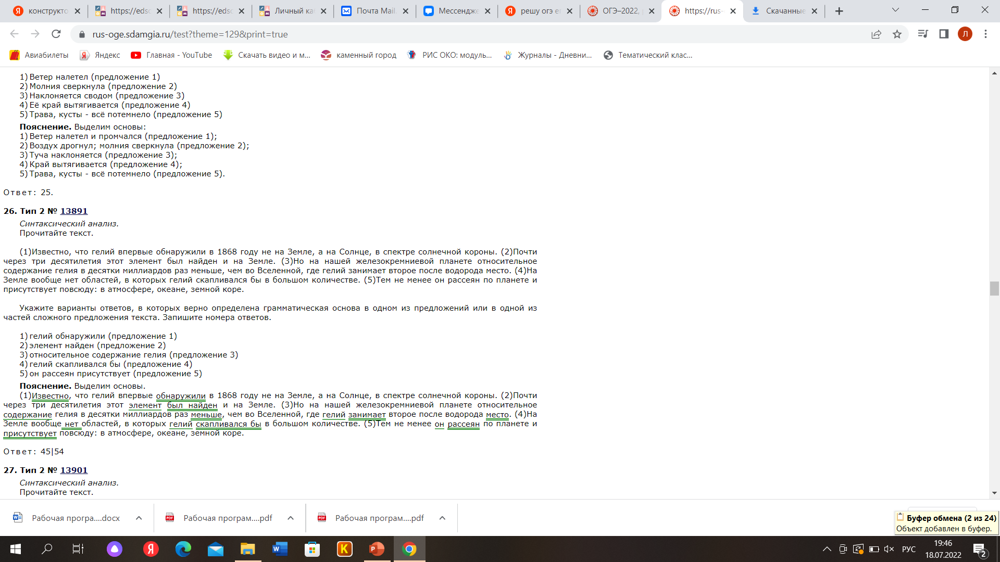 конструкто
https://edsc
https://edsc
Личный ка
Почта Mail.
Мессендже
решу огэ е
ОГЭ–2022,
https://rus-
Скачанные
rus-oge.sdamgia.ru/test?theme=129&print=true
Л
Авиабилеты
Яндекс
Главная - YouTube
Скачать видео и м...
каменный город
РИС ОКО: модуль...
Журналы - Дневни...
Тематический клас...
1) Ветер налетел (предложение 1)
2) Молния сверкнула (предложение 2)
3) Наклоняется сводом (предложение 3)
4) Её край вытягивается (предложение 4)
5) Трава, кусты - всё потемнело (предложение 5)
Пояснение. Выделим основы:
1) Ветер налетел и промчался (предложение 1);
2) Воздух дрогнул; молния сверкнула (предложение 2);
3) Туча наклоняется (предложение 3);
4) Край вытягивается (предложение 4);
5) Трава, кусты - всё потемнело (предложение 5).
Ответ: 25.
26. Тип 2 № 13891
Синтаксический анализ.
Прочитайте текст.
(1)Известно, что гелий впервые обнаружили в 1868 году не на Земле, а на Солнце, в спектре солнечной короны. (2)Почти
через три десятилетия этот элемент был найден и на Земле. (3)Но на нашей железокремниевой планете относительное
содержание гелия в десятки миллиардов раз меньше, чем во Вселенной, где гелий занимает второе после водорода место. (4)На
Земле вообще нет областей, в которых гелий скапливался бы в большом количестве. (5)Тем не менее он рассеян по планете и
присутствует повсюду: в атмосфере, океане, земной коре.
Укажите варианты ответов, в которых верно определена грамматическая основа в одном из предложений или в одной из
частей сложного предложения текста. Запишите номера ответов.
1) гелий обнаружили (предложение 1)
2) элемент найден (предложение 2)
3) относительное содержание гелия (предложение 3)
4) гелий скапливался бы (предложение 4)
5) он рассеян присутствует (предложение 5)
Пояснение. Выделим основы.
(1)Известно, что гелий впервые обнаружили в 1868 году не на Земле, а на Солнце, в спектре солнечной короны. (2)Почти
через три десятилетия этот элемент был найден и на Земле. (3)Но на нашей железокремниевой планете относительное
содержание гелия в десятки миллиардов раз меньше, чем во Вселенной, где гелий занимает второе после водорода место. (4)На
Земле вообще нет областей, в которых гелий скапливался бы в большом количестве. (5)Тем не менее он рассеян по планете и
присутствует повсюду: в атмосфере, океане, земной коре.
Ответ: 45|54
27. Тип 2 № 13901
Синтаксический анализ.
Прочитайте текст.
Рабочая програ....docx
Рабочая програм....pdf
Рабочая програм....pdf
Буфер обмена (2 из 24)
Объект добавлен в буфер.
РУС
19:46
18.07.2022
2